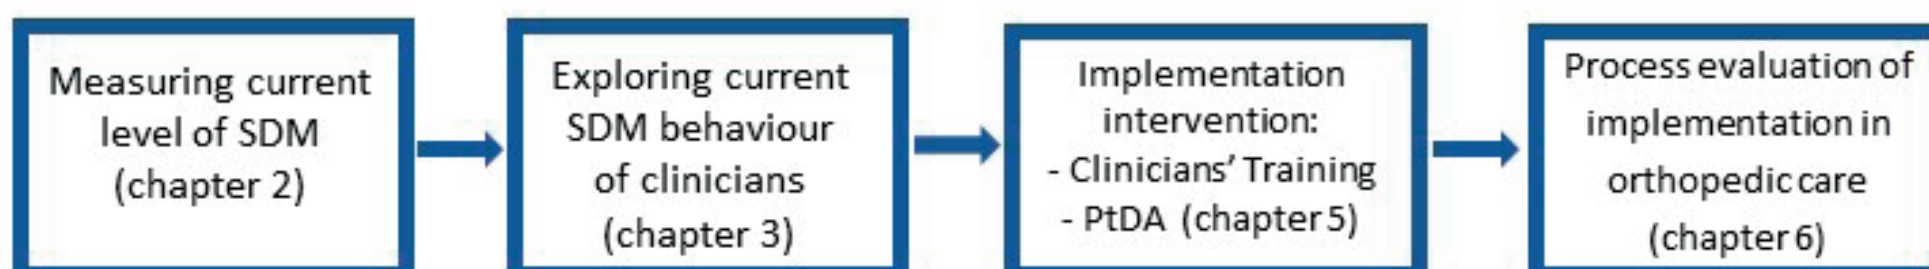 Measuring current
level of SDM
(chapter 2)
Exploring current
SDM behaviour
of clinicians
(chapter 3)
Implementation
intervention:
- Clinicians' Training
- PtDA (chapter 5)
Process evaluation of
implementation in
orthopedic care
(chapter 6)